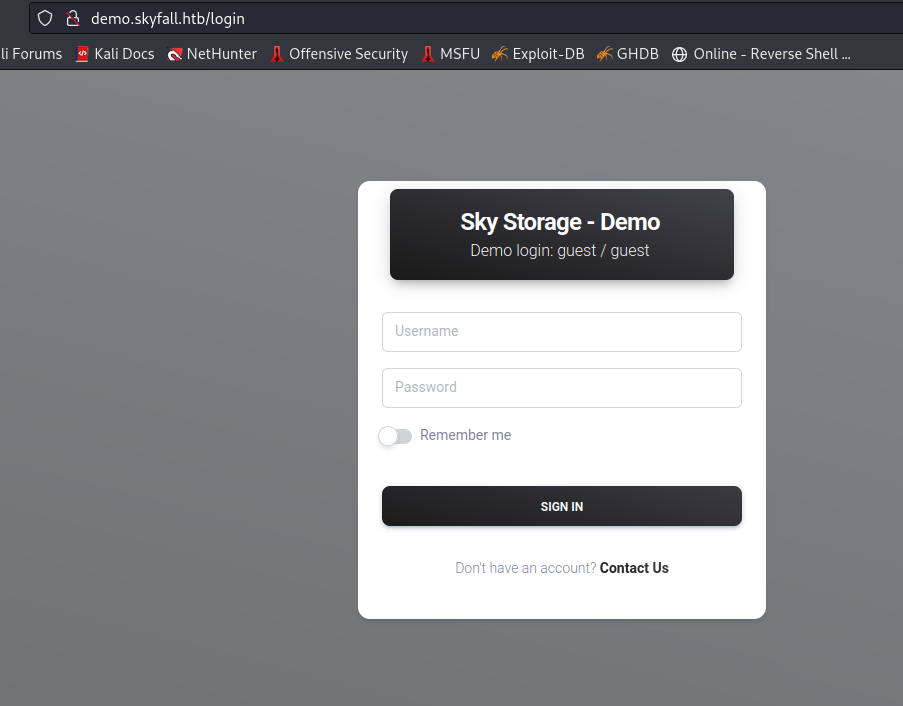 demo.skyfall.htb/login
li Forums Kali Docs NetHunter Offensive Security MSFU Exploit-DB GHDB Online - Reverse Shell ...
Sky Storage - Demo
Demo login: guest / guest
Username
Password
Remember me
SIGN IN
Don't have an account? Contact Us